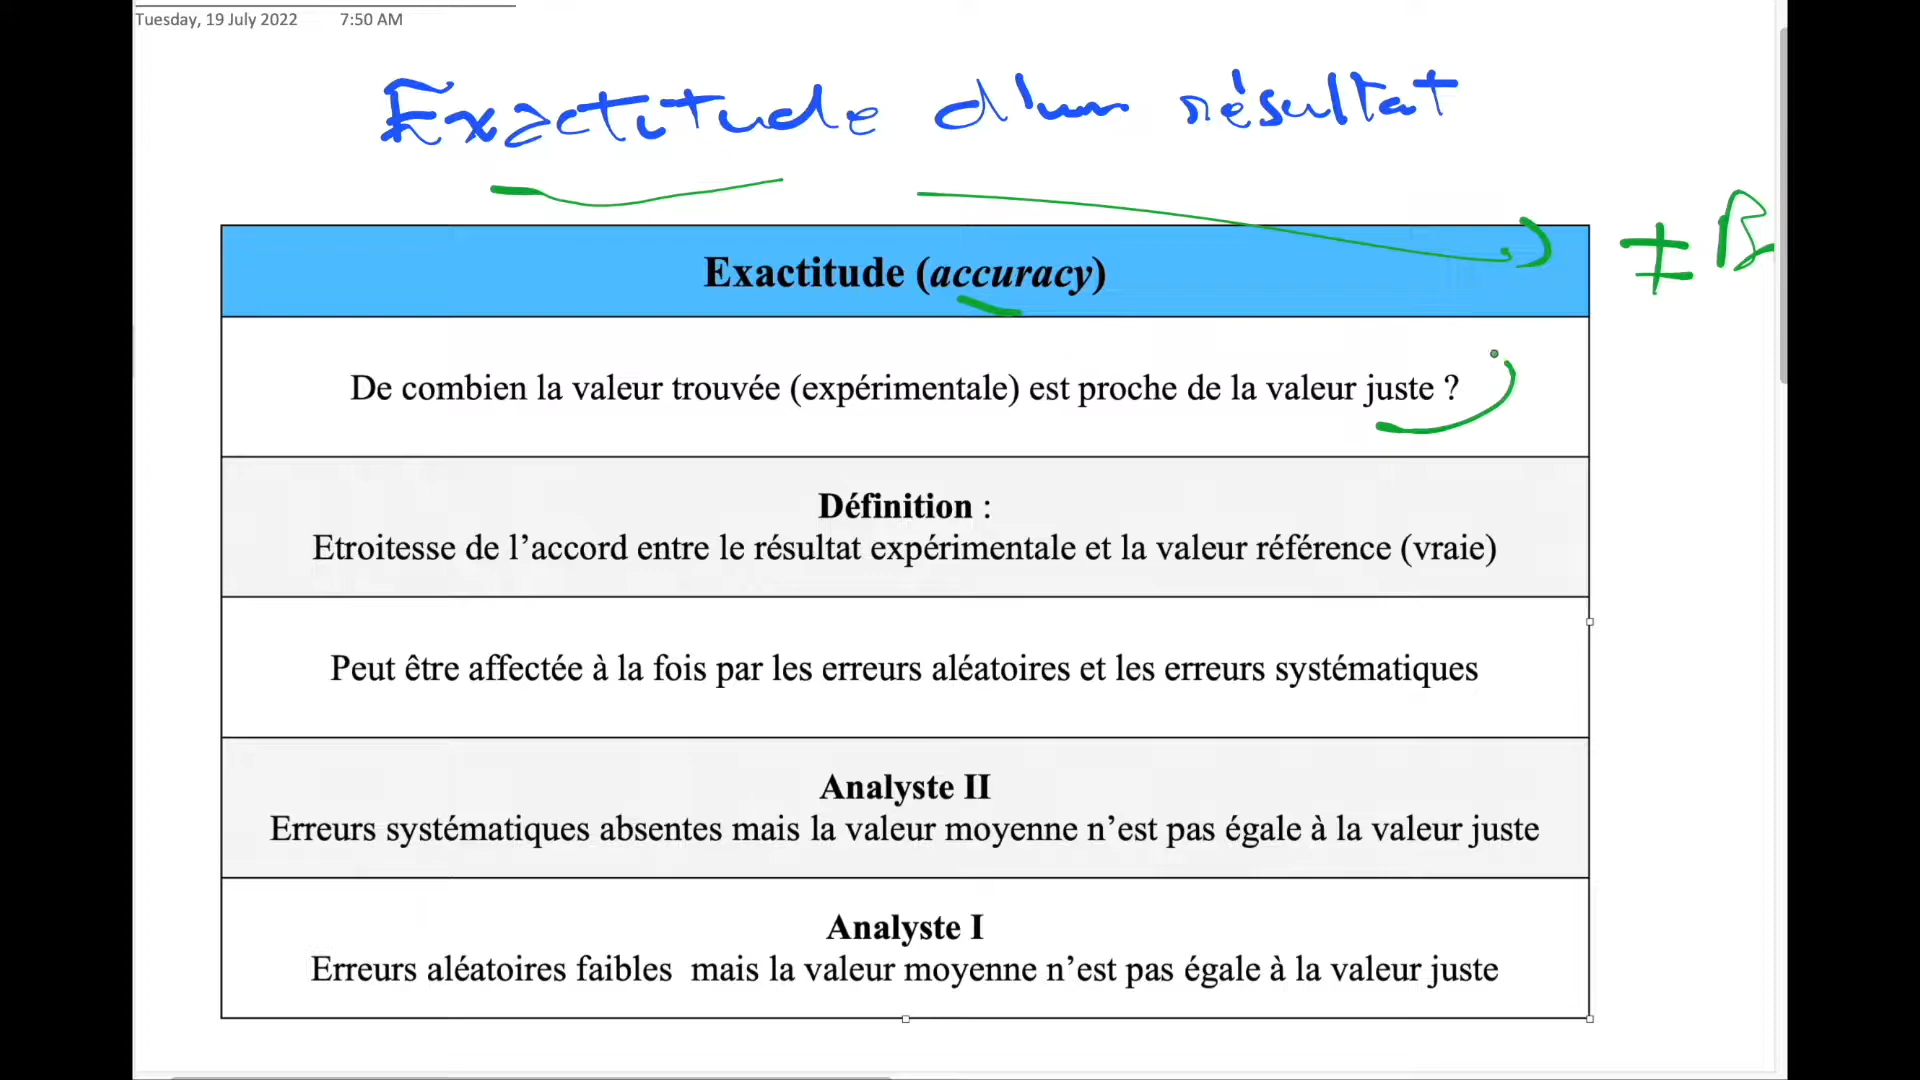 Tuesday, 19 July 2022 7:50 AM
Exactitude d'un résultat
≠ B
Exactitude (accuracy)
De combien la valeur trouvée (expérimentale) est proche de la valeur juste ?
Définition :
Etroitesse de l’accord entre le résultat expérimentale et la valeur référence (vraie)
Peut être affectée à la fois par les erreurs aléatoires et les erreurs systématiques
Analyste II
Erreurs systématiques absentes mais la valeur moyenne n’est pas égale à la valeur juste
Analyste I
Erreurs aléatoires faibles mais la valeur moyenne n’est pas égale à la valeur juste